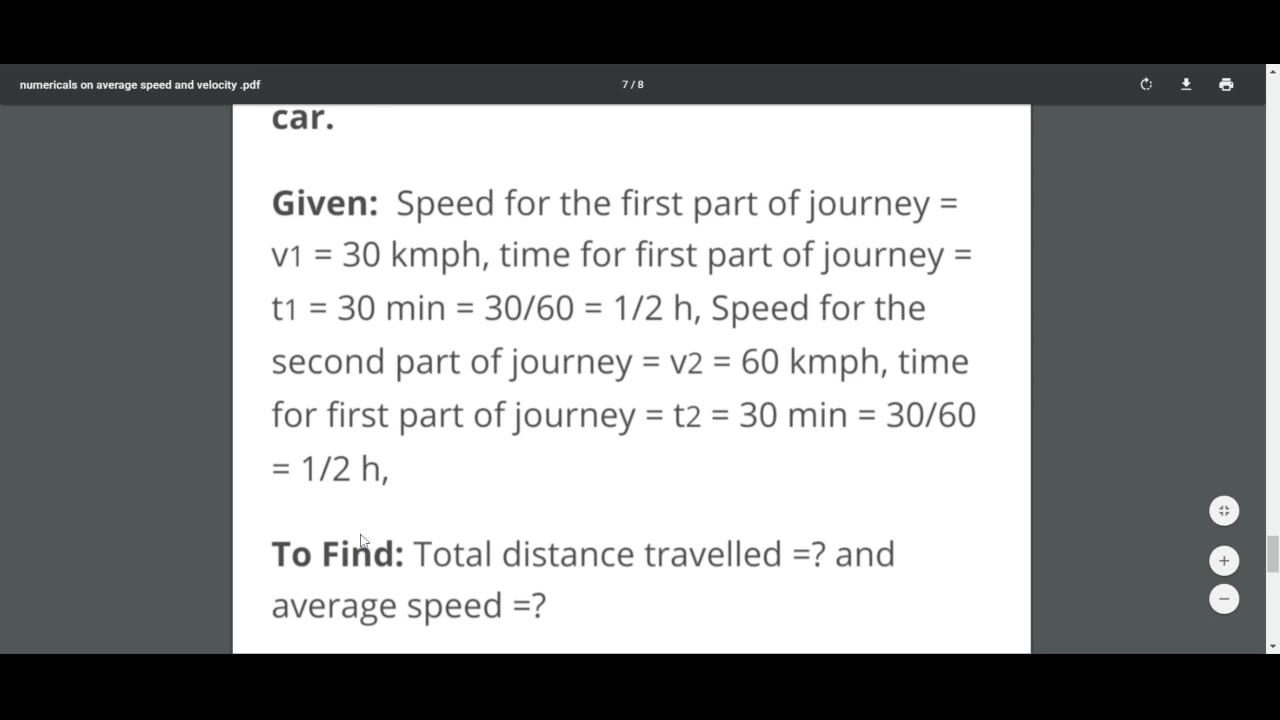 numericals on average speed and velocity .pdf
7 / 8
car.
Given: Speed for the first part of journey =
v1 = 30 kmph, time for first part of journey =
t1 = 30 min = 30/60 = 1/2 h, Speed for the
second part of journey = v2 = 60 kmph, time
for first part of journey = t2 = 30 min = 30/60
= 1/2 h,
To Find: Total distance travelled =? and
average speed =?